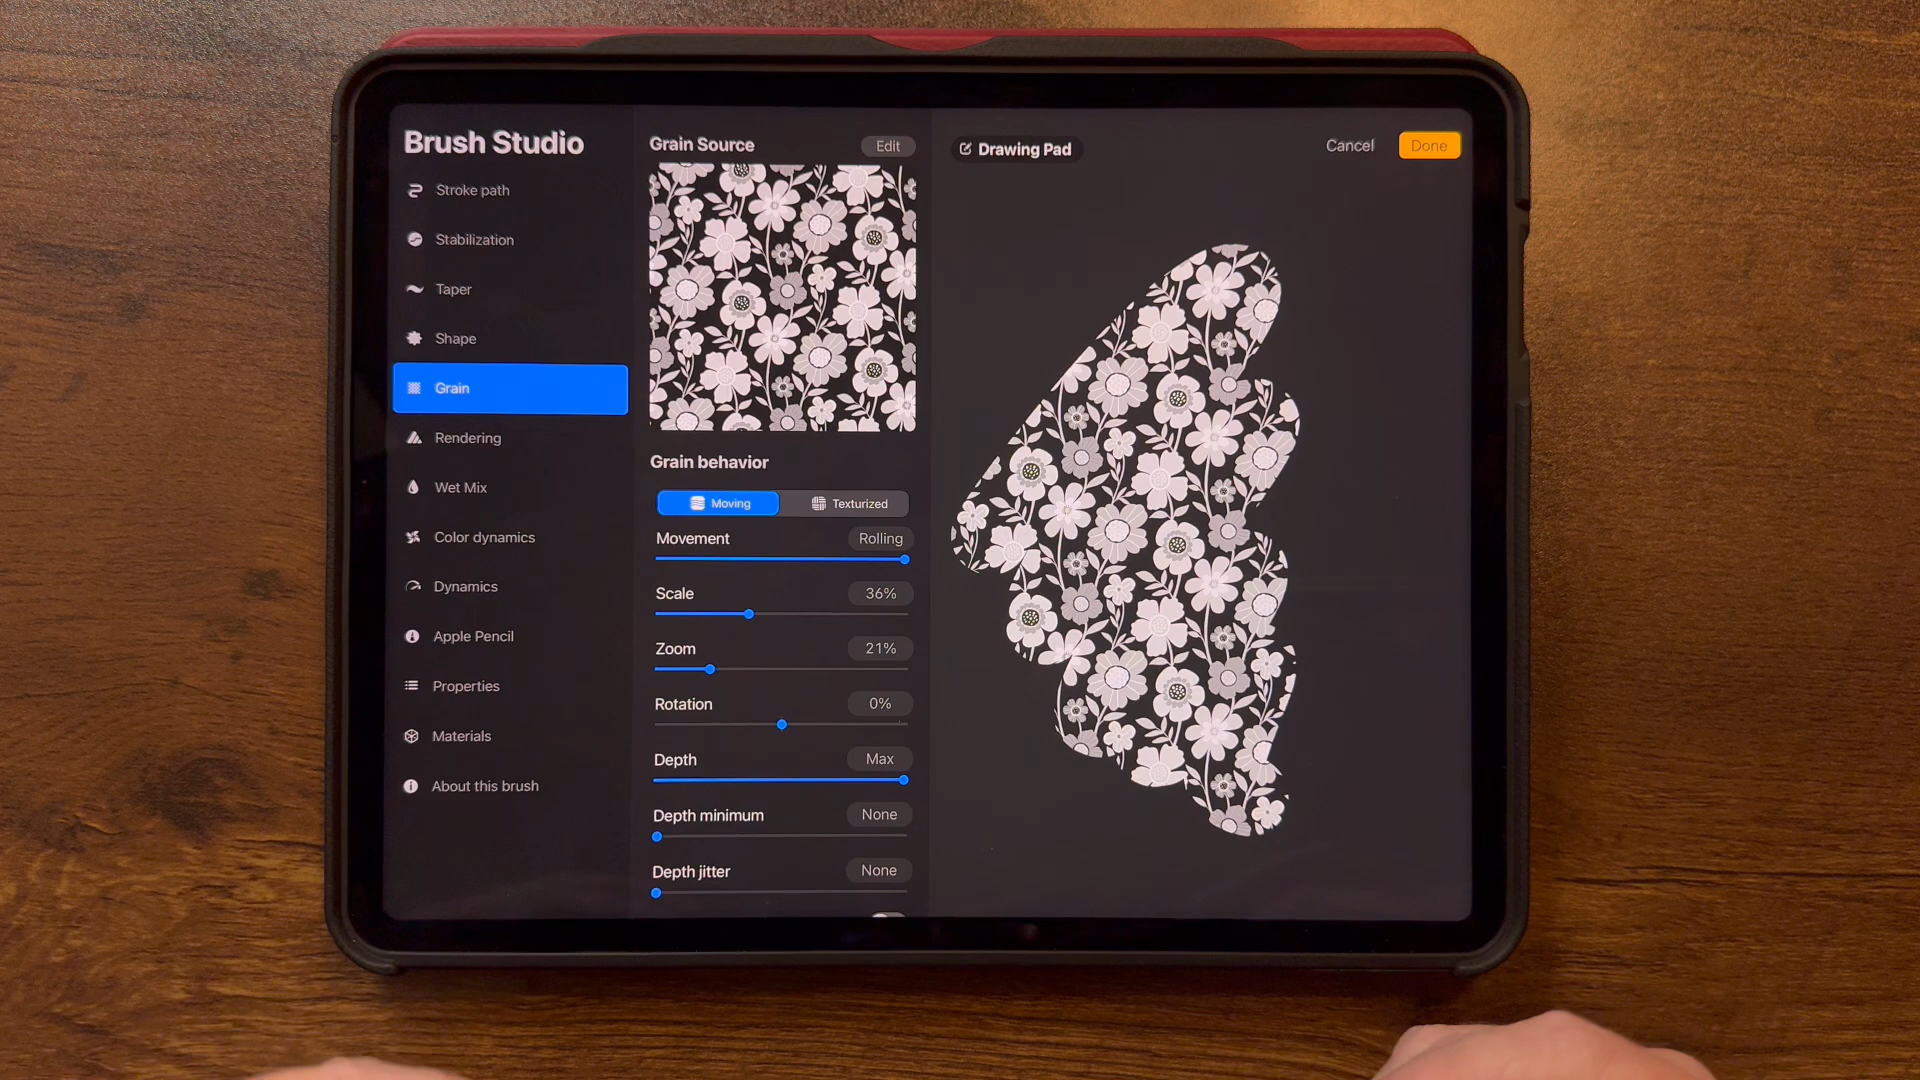 Brush Studio
Stroke path
Stabilization
Taper
Shape
Grain
Rendering
Wet Mix
Color dynamics
Dynamics
Apple Pencil
Properties
Materials
About this brush
Grain Source
Edit
Grain behavior
Moving
Texturized
Movement
Rolling
Scale
36%
Zoom
21%
Rotation
0%
Depth
Max
Depth minimum
None
Depth jitter
None
Drawing Pad
Cancel
Done